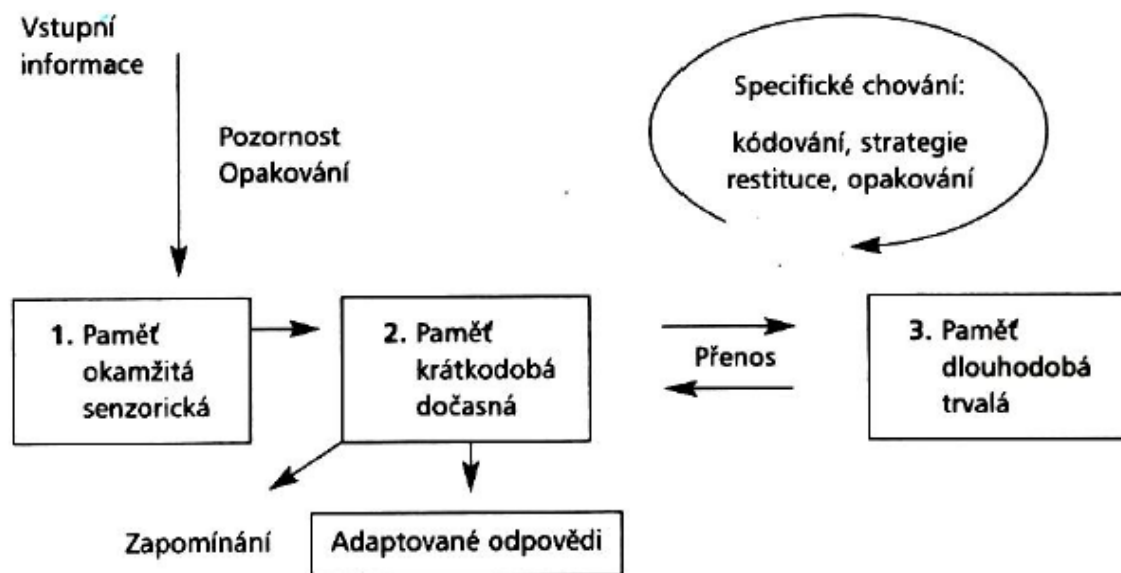 Vstupní
informace
Pozornost
Opakování
Specifické chování:
kódování, strategie
restituce, opakování
1. Paměť
okamžitá
senzorická
2. Paměť
krátkodobá
dočasná
Přenos
3. Paměť
dlouhodobá
trvalá
Zapomínání
Adaptované odpovědi